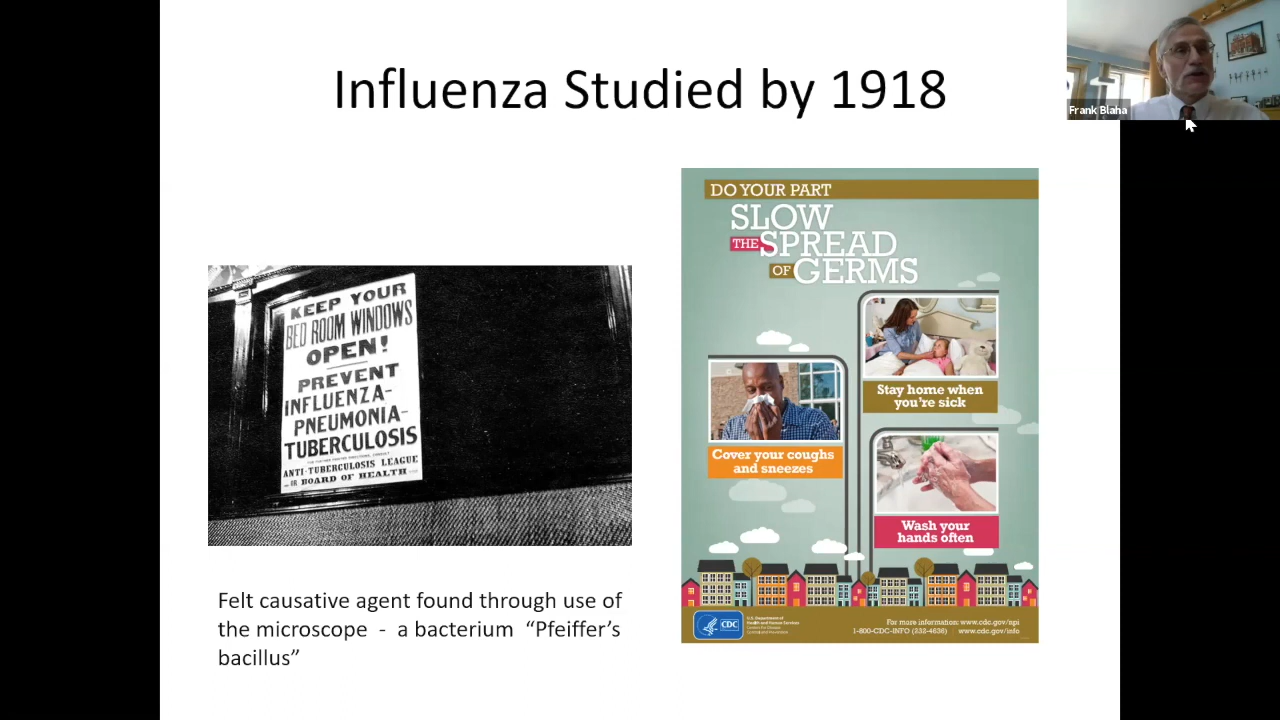 Influenza Studied by 1918
Frank Blaha
KEEP YOUR
BED ROOM WINDOWS
OPEN!
PREVENT
INFLUENZA-
PNEUMONIA-
TUBERCULOSIS
ANTI-TUBERCULOSIS LEAGUE
OR BOARD OF HEALTH
Felt causative agent found through use of
the microscope - a bacterium “Pfeiffer’s
bacillus”
DO YOUR PART
SLOW
THE SPREAD
OF GERMS
Stay home when
you’re sick
Cover your coughs
and sneezes
Wash your
hands often
CDC
U.S. Department of
Health and Human Services
Centers for Disease
Control and Prevention
For more information: www.cdc.gov/npi
1-800-CDC-INFO (232-4636) www.cdc.gov/info